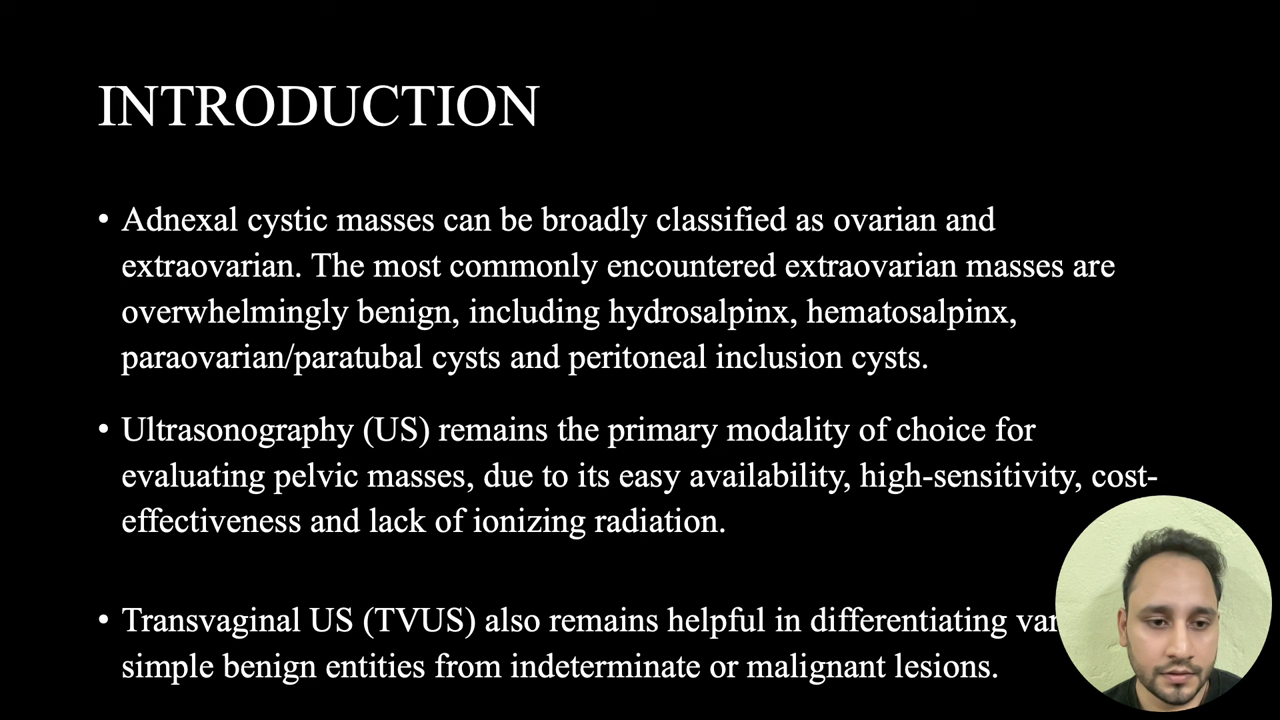 INTRODUCTION
• Adnexal cystic masses can be broadly classified as ovarian and
extraovarian. The most commonly encountered extraovarian masses are
overwhelmingly benign, including hydrosalpinx, hematosalpinx,
paraovarian/paratubal cysts and peritoneal inclusion cysts.
• Ultrasonography (US) remains the primary modality of choice for
evaluating pelvic masses, due to its easy availability, high-sensitivity, cost-
effectiveness and lack of ionizing radiation.
• Transvaginal US (TVUS) also remains helpful in differentiating
simple benign entities from indeterminate or malignant lesions.